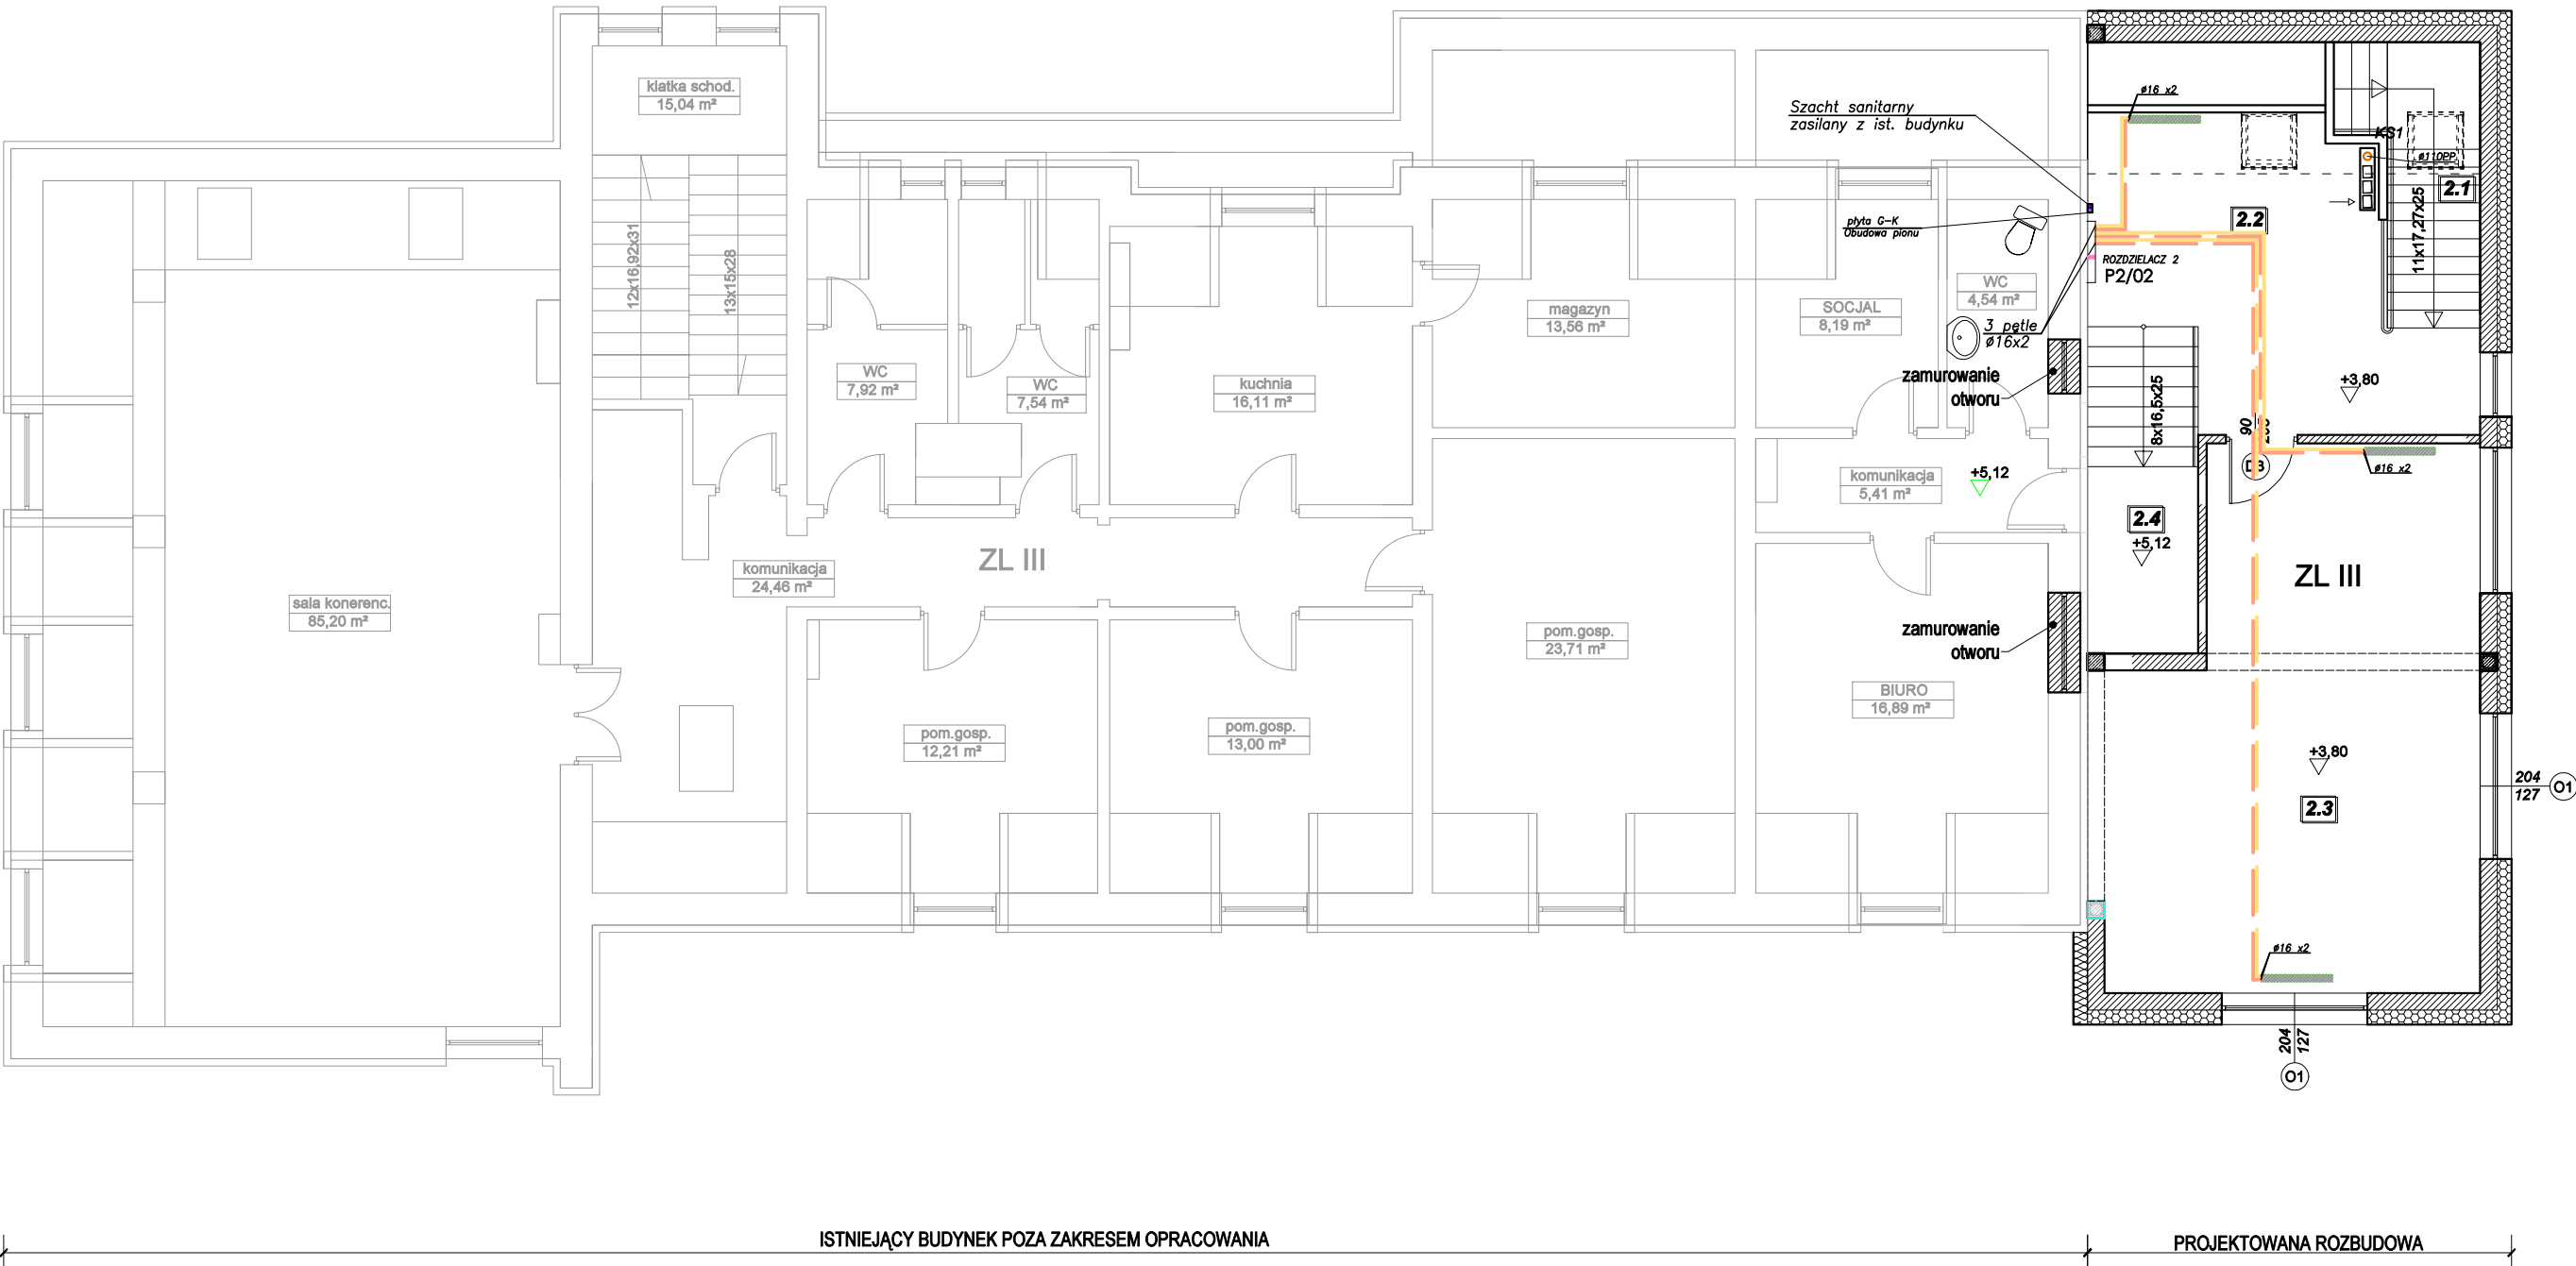 klatka schod.
15,04 m²
Szacht sanitarny
zasilany z ist. budynku
ø16 x2
KS1
ø110PP
2.1
12x16,92x31
13x15x28
11x17,27x25
płyta G-K
Obudowa pionu
2.2
ROZDZIELACZ 2
P2/02
WC
4,54 m²
magazyn
13,56 m²
SOCJAL
8,19 m²
3 pętle
ø16x2
WC
7,92 m²
WC
7,54 m²
kuchnia
16,11 m²
zamurowanie
otworu
8x16,5x25
+3,80
90
komunikacja
5,41 m²
+5,12
ø16 x2
2.4
+5,12
ZL III
ZL III
komunikacja
24,46 m²
sala konerenc.
85,20 m²
pom.gosp.
23,71 m²
zamurowanie
otworu
BIURO
16,89 m²
pom.gosp.
12,21 m²
pom.gosp.
13,00 m²
+3,80
2.3
204
127
O1
ø16 x2
204
127
O1
ISTNIEJĄCY BUDYNEK POZA ZAKRESEM OPRACOWANIA
PROJEKTOWANA ROZBUDOWA